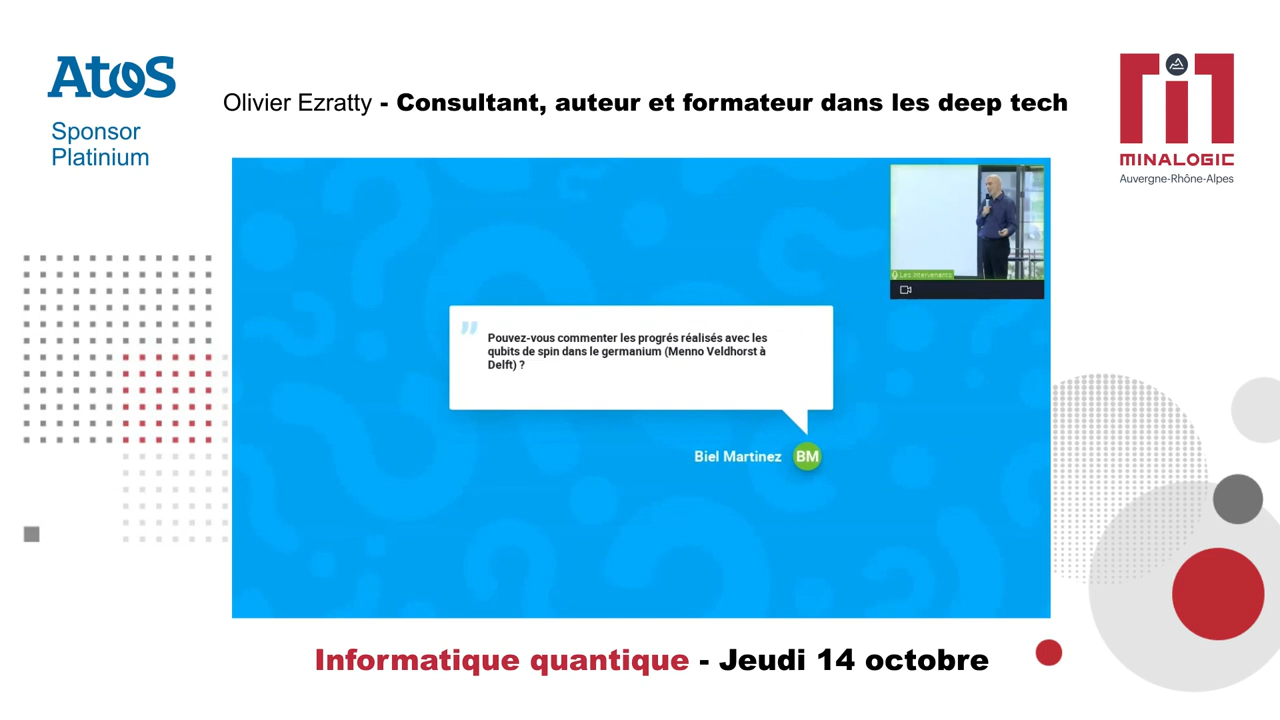 Atos
Sponsor
Platinium
Olivier Ezratty - Consultant, auteur et formateur dans les deep tech
MINALOGIC
Auvergne-Rhône-Alpes
Les intervenants
Pouvez-vous commenter les progrés réalisés avec les
qubits de spin dans le germanium (Menno Veldhorst à
Delft) ?
Biel Martinez BM
Informatique quantique - Jeudi 14 octobre